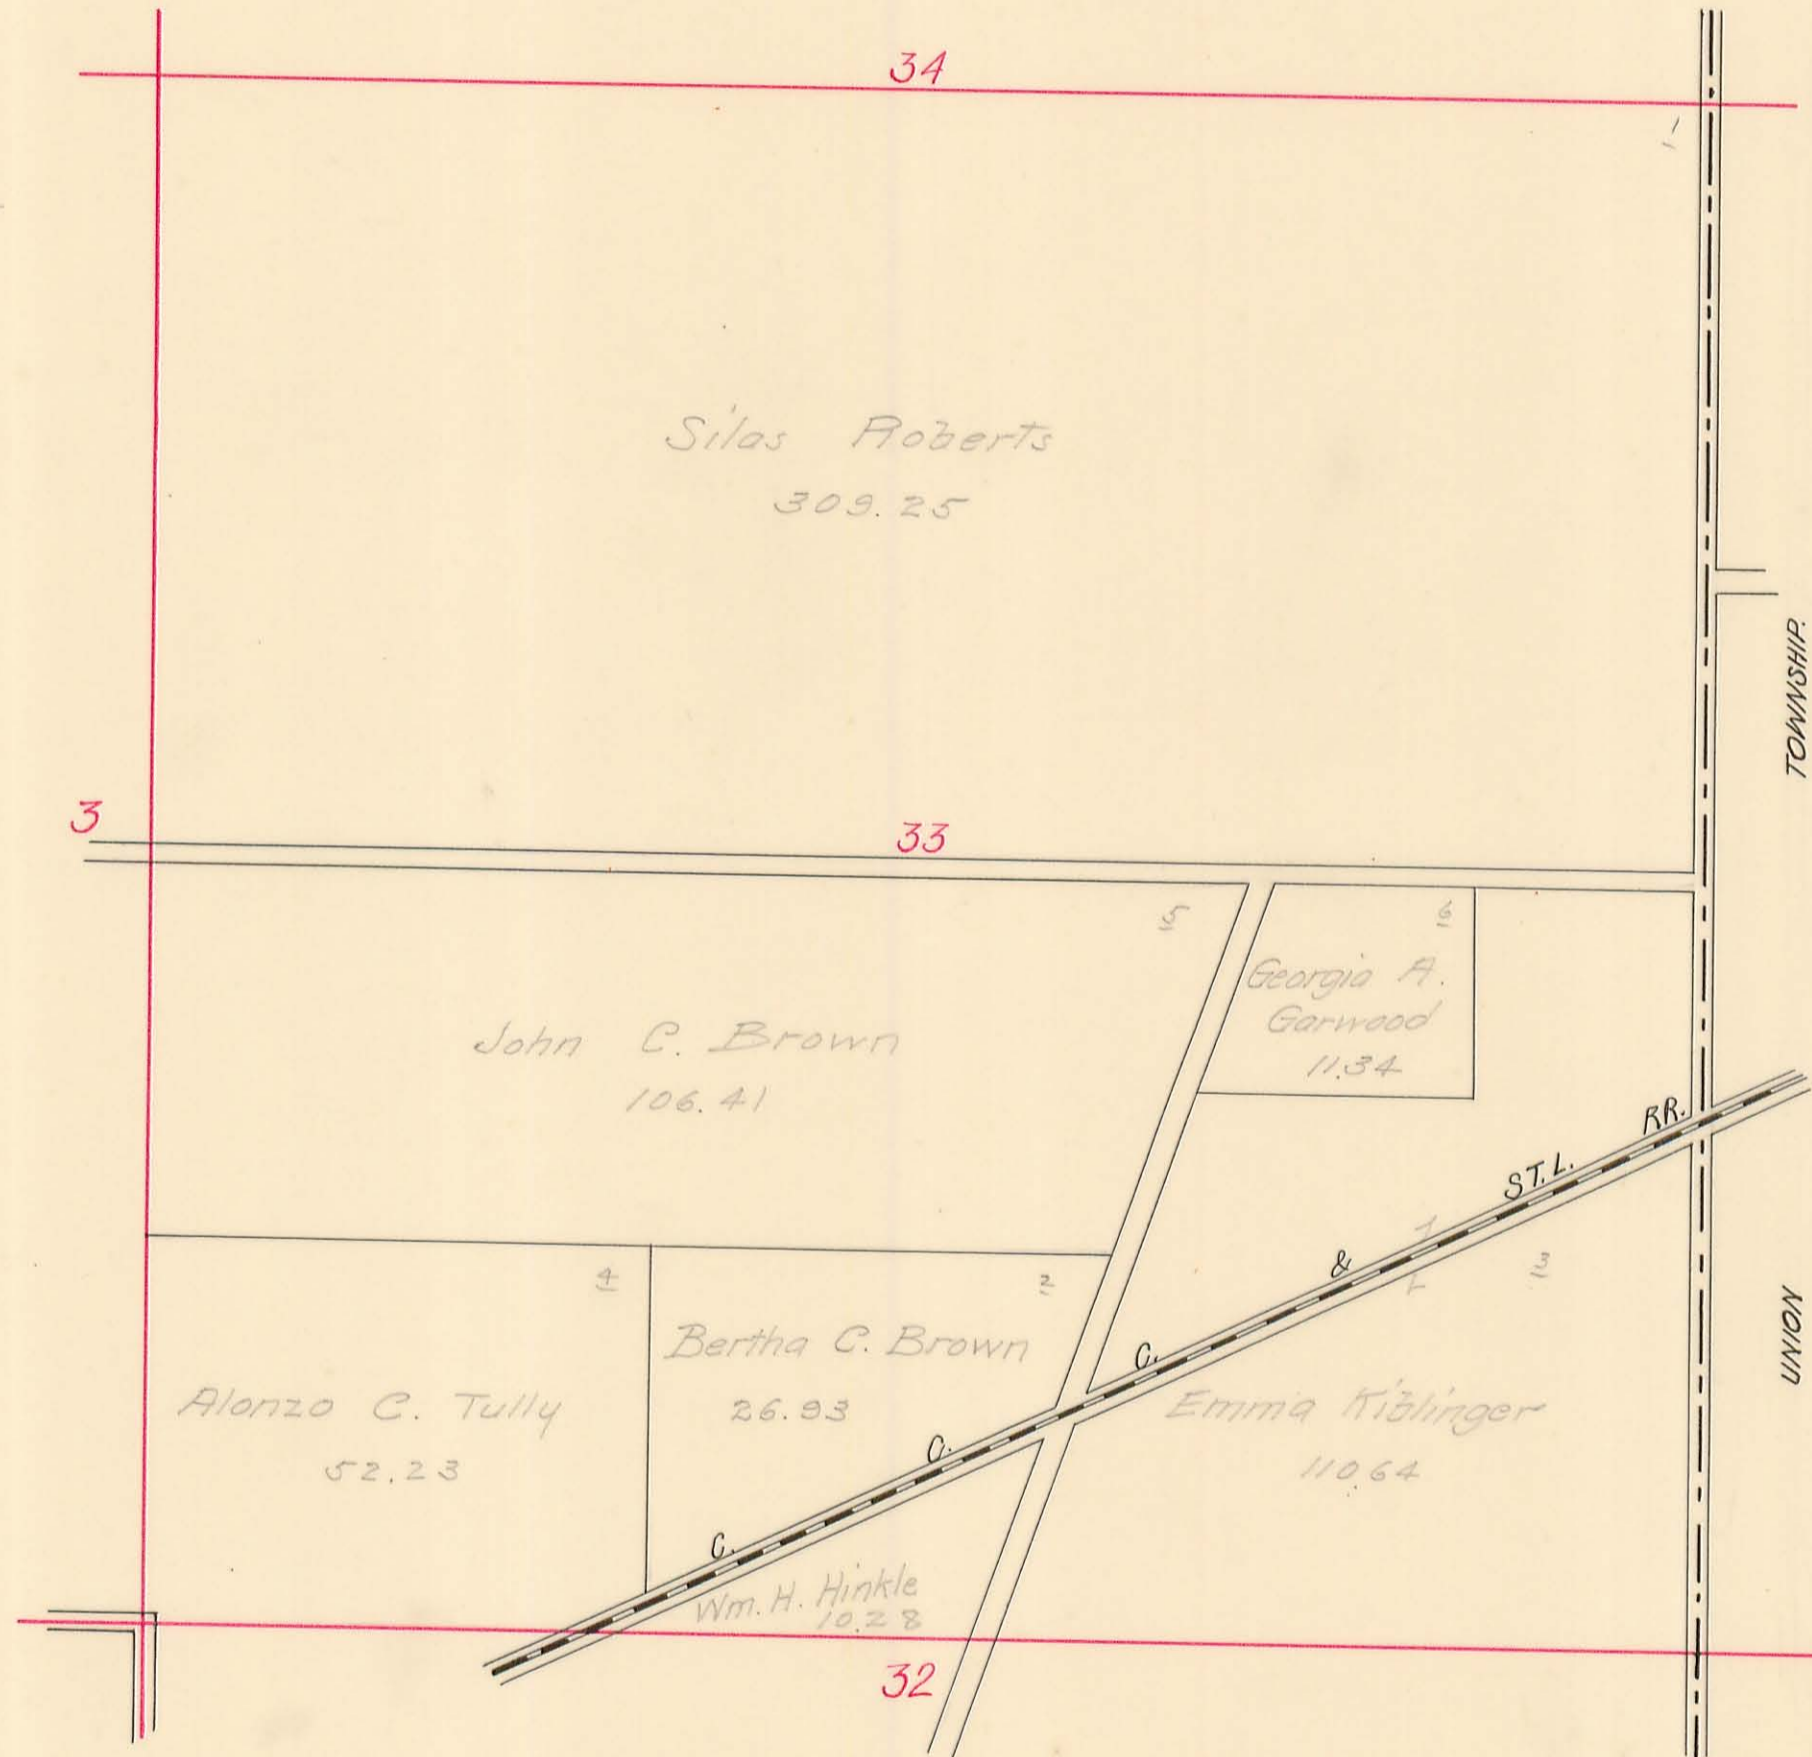 34
1
Silas Roberts
309.25
TOWNSHIP.
3
33
5
6
Georgia A.
Garwood
11.34
John C. Brown
106.41
C. C. C. & ST. L. RR.
4
2
3
Bertha C. Brown
26.93
Alonzo C. Tully
52.23
Emma Kiblinger
110.64
UNION
Wm. H. Hinkle
10.28
32